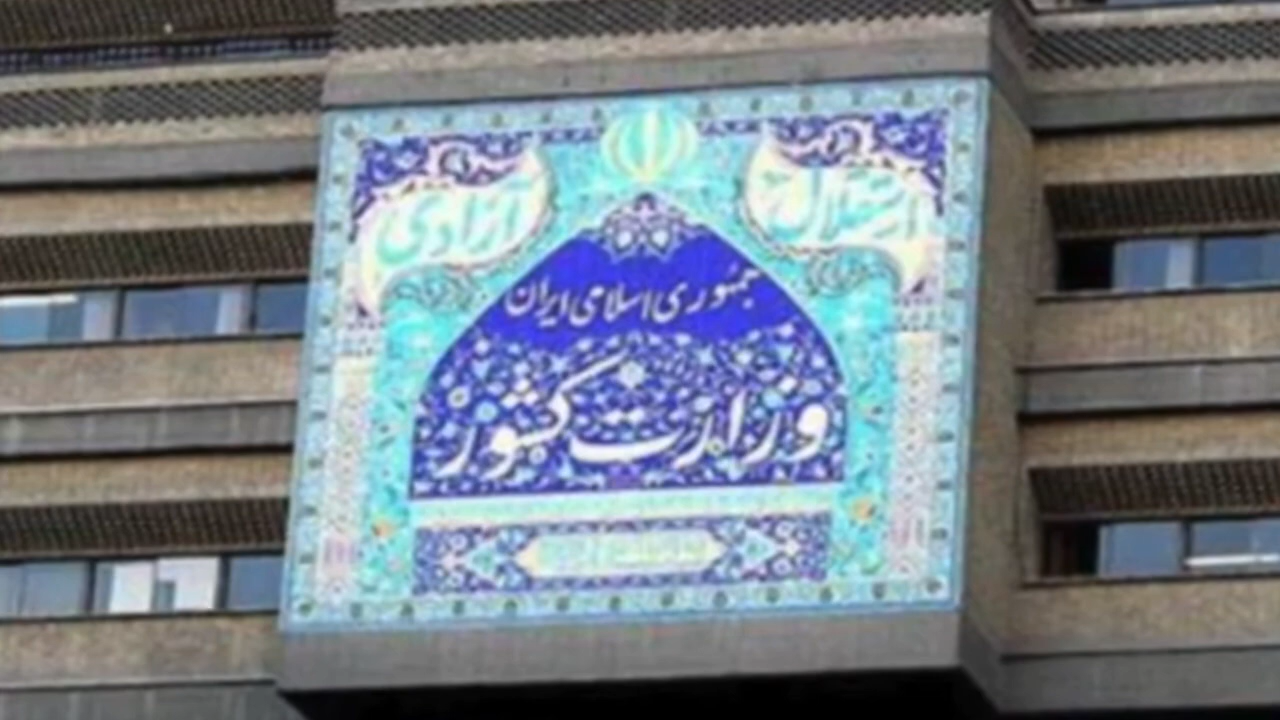 استقلال
آزادی
جمهوری اسلامی ایران
وزارت کشور